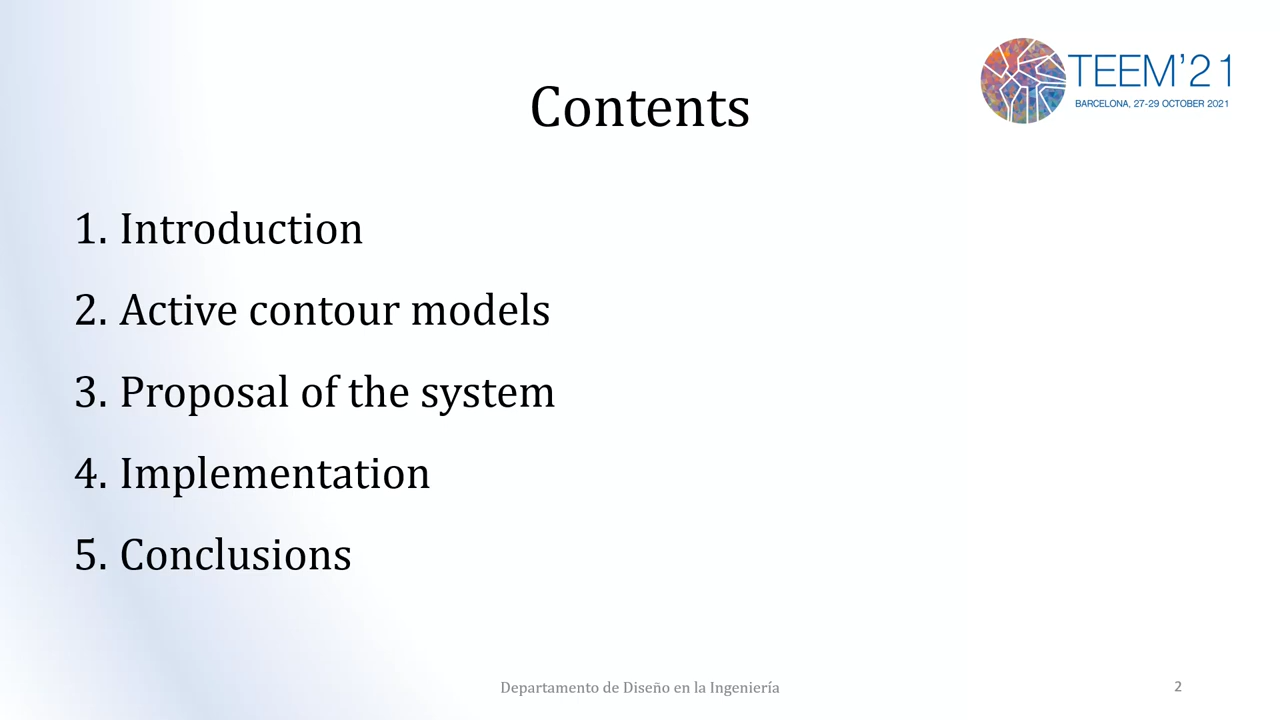 TEEM’21
BARCELONA, 27-29 OCTOBER 2021
Contents
1. Introduction
2. Active contour models
3. Proposal of the system
4. Implementation
5. Conclusions
Departamento de Diseño en la Ingeniería
2